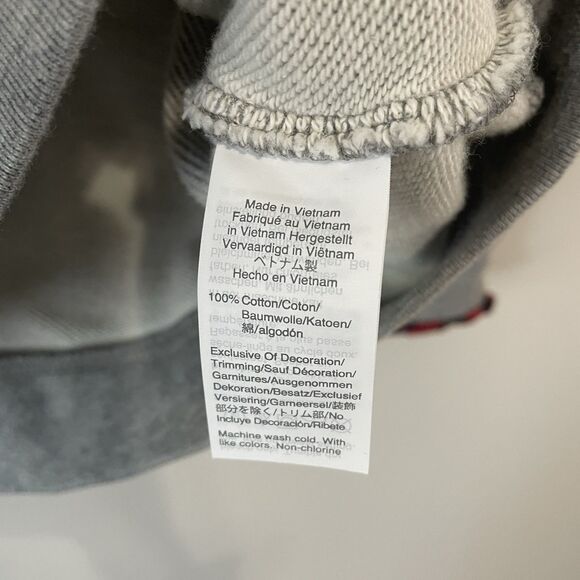 Made in Vietnam
Fabriqué au Vietnam
in Vietnam Hergestellt
Vervaardigd in Viêtnam
ベトナム製
Hecho en Vietnam
100% Cotton/Coton/
Baumwolle/Katoen/
綿/algodón
Exclusive Of Decoration/
Trimming/Sauf Décoration/
Garnitures/Ausgenommen
Dekoration/Besatz/Exclusief
Versiering/Garneersel/装飾
部分を除く/トリム部/No
Incluye Decoración/Ribete
Machine wash cold. With
like colors. Non-chlorine